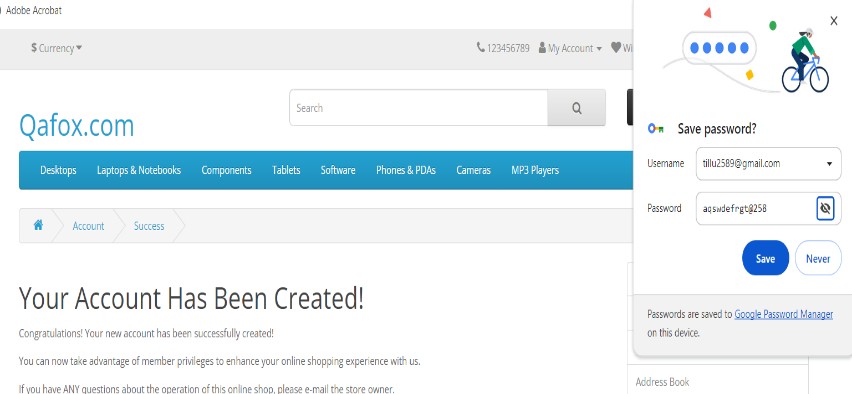 Adobe Acrobat
$ Currency
123456789 My Account Wi
Qafox.com
Search
Desktops Laptops & Notebooks Components Tablets Software Phones & PDAs Cameras MP3 Players
Account Success
Your Account Has Been Created!
Congratulations! Your new account has been successfully created!
You can now take advantage of member privileges to enhance your online shopping experience with us.
If you have ANY questions about the operation of this online shop, please e-mail the store owner.
Address Book
Save password?
Username tillu2589@gmail.com
Password aqswdefrgt@258
Save Never
Passwords are saved to Google Password Manager
on this device.